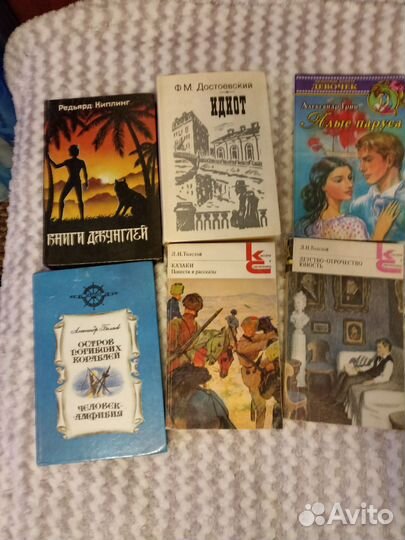 Редьярд Киплинг
КНИГИ ДЖУНГЛЕЙ
Ф. М. Достоевский
ИДИОТ
ДЕВОЧЕК
Александр Грин
Алые паруса
Александр Беляев
ОСТРОВ
ПОГИБШИХ
КОРАБЛЕЙ
ЧЕЛОВЕК-
АМФИБИЯ
Л.Н.Толстой
КАЗАКИ
Повести и рассказы
Л.Н.Толстой
ДЕТСТВО·ОТРОЧЕСТВО
ЮНОСТЬ
Avito